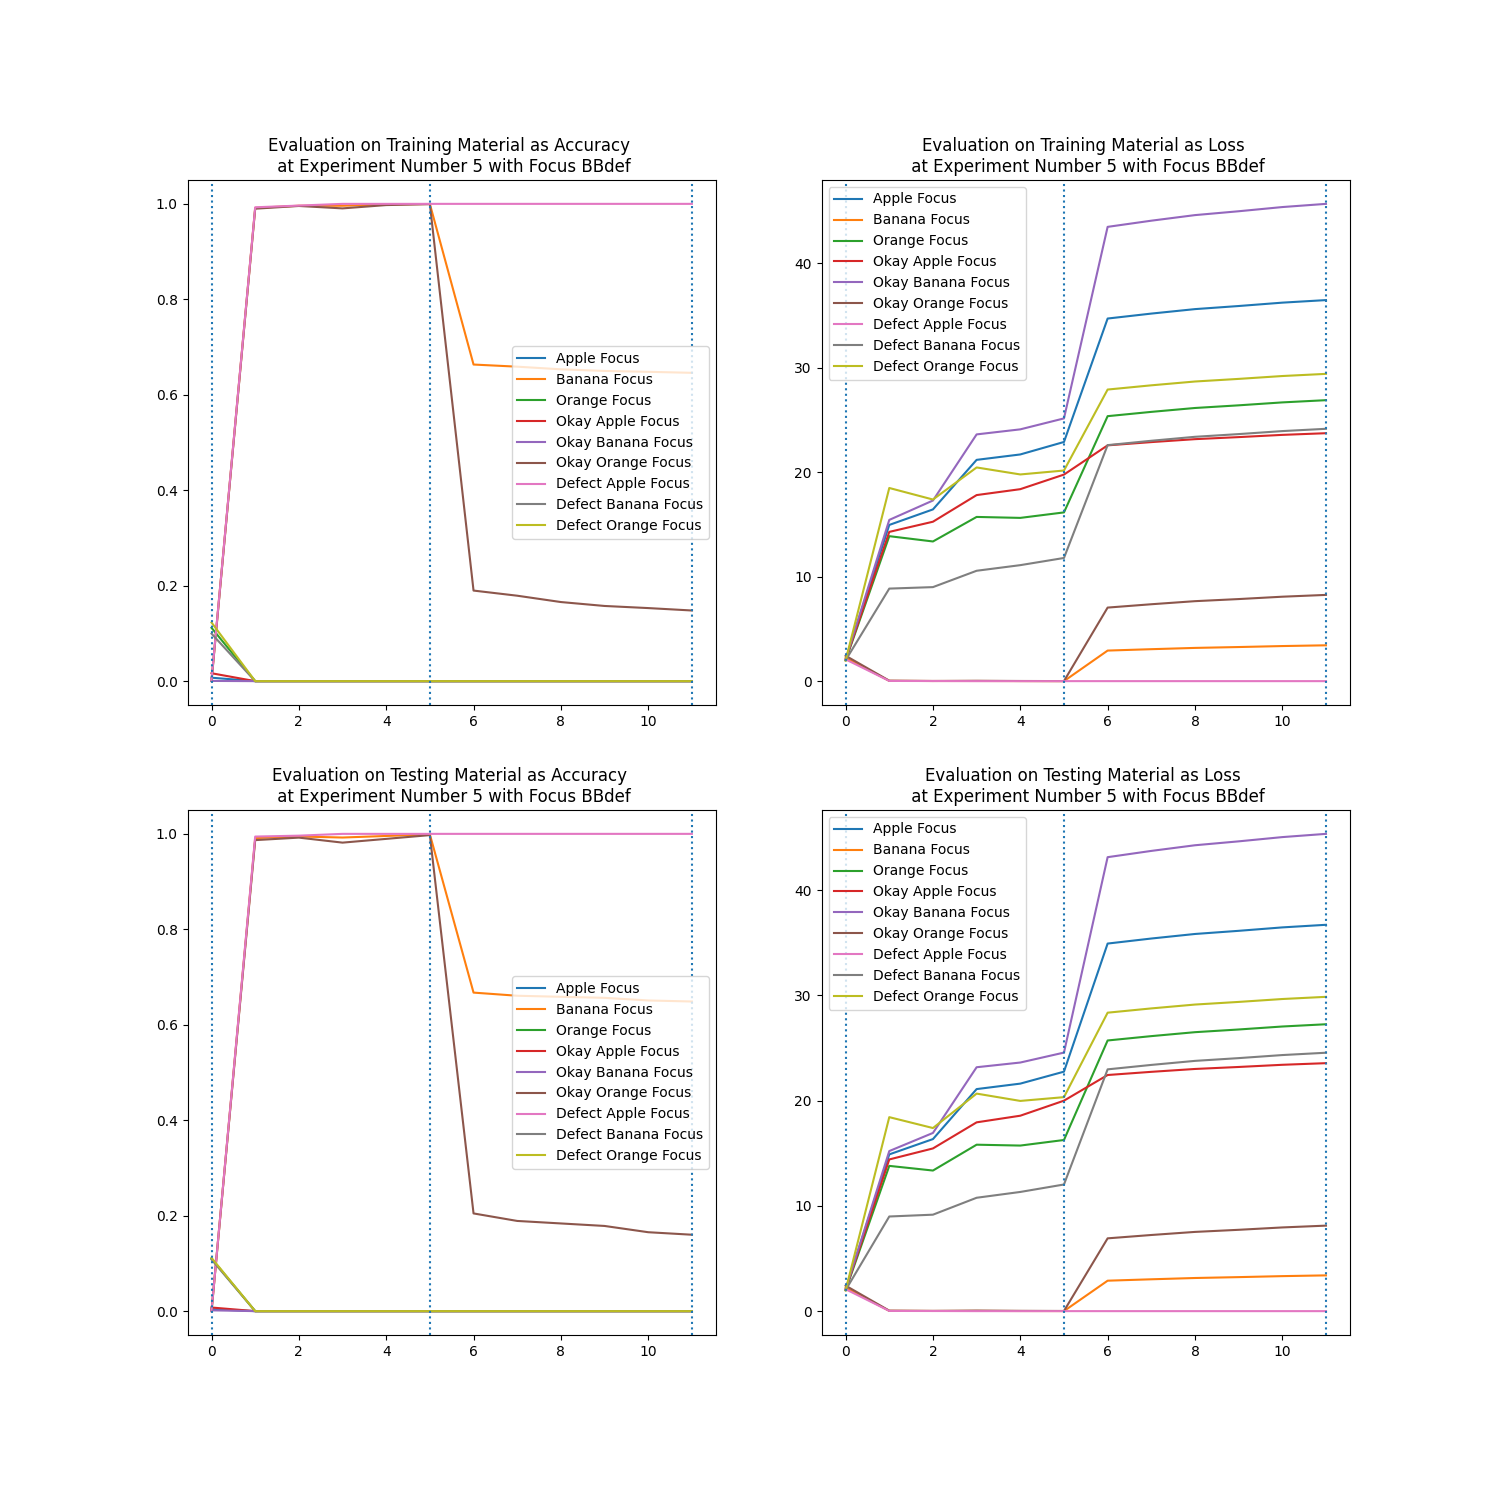 Evaluation on Training Material as Accuracy
at Experiment Number 5 with Focus BBdef
1.0
0.8
0.6
0.4
0.2
0.0
Apple Focus
Banana Focus
Orange Focus
Okay Apple Focus
Okay Banana Focus
Okay Orange Focus
Defect Apple Focus
Defect Banana Focus
Defect Orange Focus
0 2 4 6 8 10
Evaluation on Training Material as Loss
at Experiment Number 5 with Focus BBdef
40
30
20
10
0
Apple Focus
Banana Focus
Orange Focus
Okay Apple Focus
Okay Banana Focus
Okay Orange Focus
Defect Apple Focus
Defect Banana Focus
Defect Orange Focus
0 2 4 6 8 10
Evaluation on Testing Material as Accuracy
at Experiment Number 5 with Focus BBdef
1.0
0.8
0.6
0.4
0.2
0.0
Apple Focus
Banana Focus
Orange Focus
Okay Apple Focus
Okay Banana Focus
Okay Orange Focus
Defect Apple Focus
Defect Banana Focus
Defect Orange Focus
0 2 4 6 8 10
Evaluation on Testing Material as Loss
at Experiment Number 5 with Focus BBdef
40
30
20
10
0
Apple Focus
Banana Focus
Orange Focus
Okay Apple Focus
Okay Banana Focus
Okay Orange Focus
Defect Apple Focus
Defect Banana Focus
Defect Orange Focus
0 2 4 6 8 10